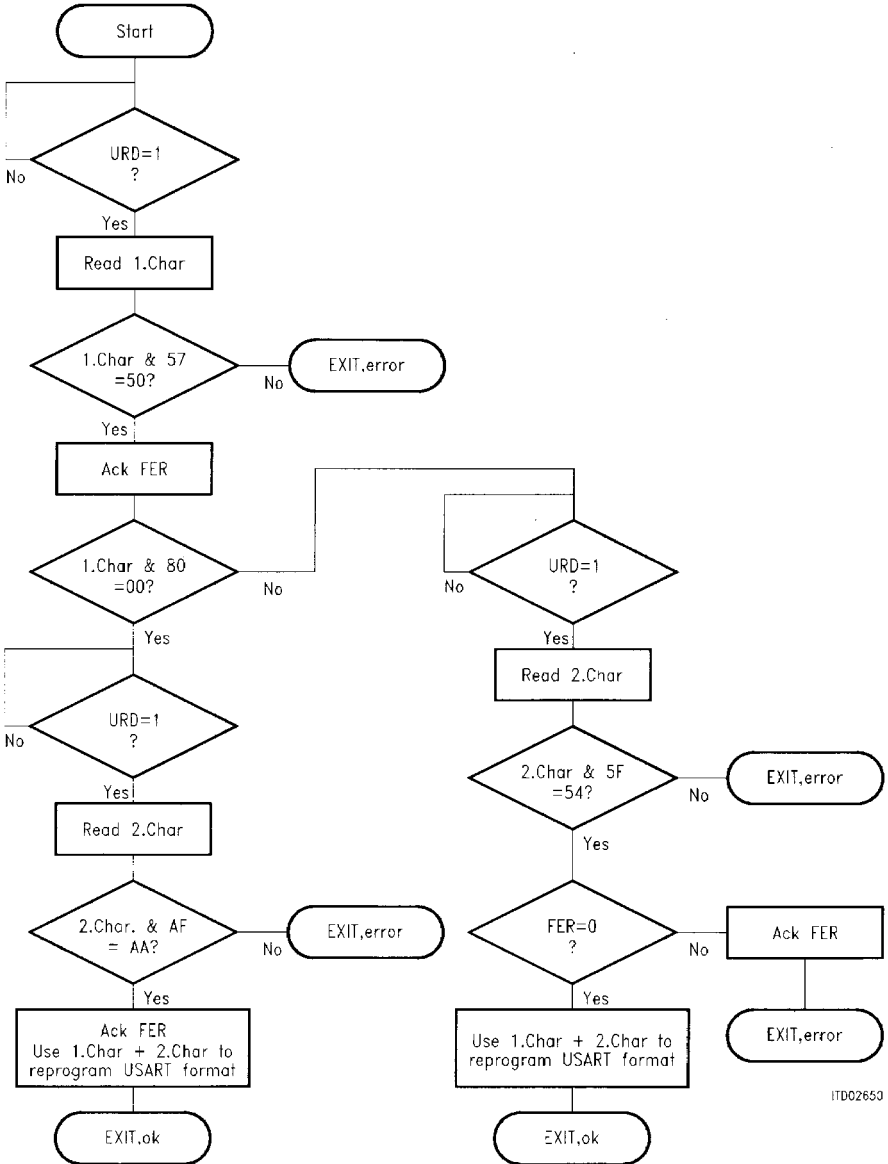 Start
URD=1
?
No
Yes
Read 1.Char
1.Char & 57
=50?
No
EXIT,error
Yes
Ack FER
1.Char & 80
=00?
No
Yes
URD=1
?
No
Yes
Read 2.Char
2.Char. & AF
= AA?
No
EXIT,error
Yes
Ack FER
Use 1.Char + 2.Char to
reprogram USART format
EXIT,ok
URD=1
?
No
Yes
Read 2.Char
2.Char & 5F
=54?
No
EXIT,error
Yes
FER=0
?
No
Ack FER
EXIT,error
Yes
Use 1.Char + 2.Char to
reprogram USART format
EXIT,ok
ITD02650